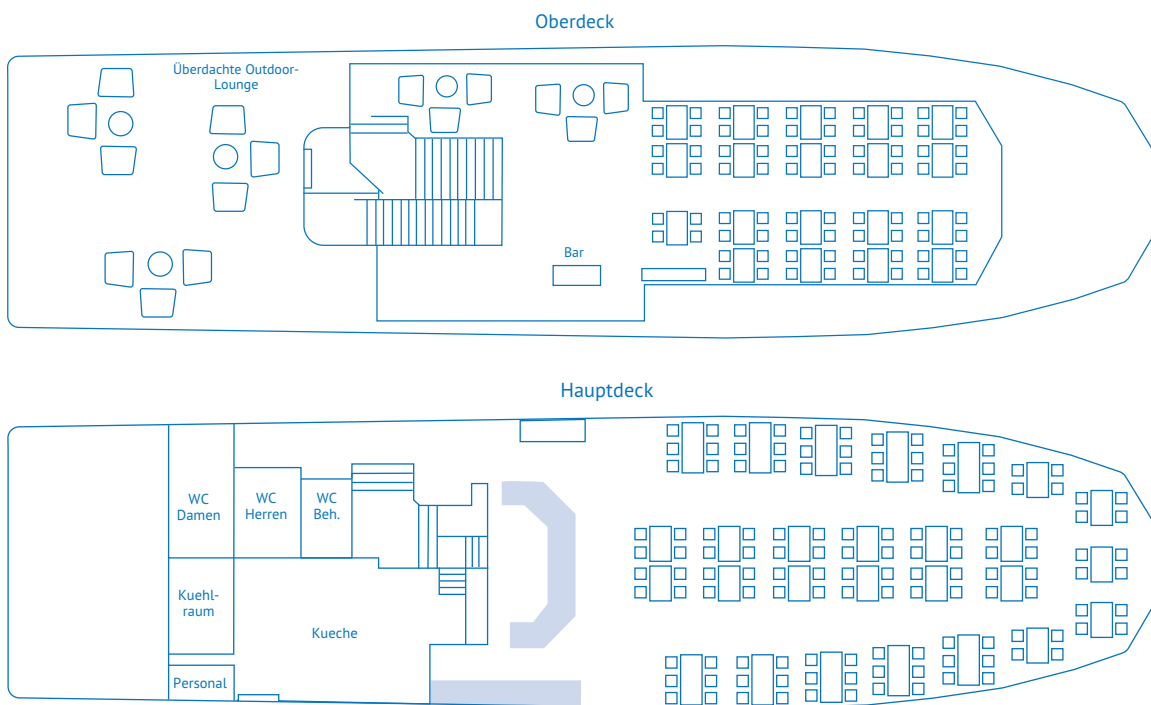 Oberdeck
Überdachte Outdoor-
Lounge
Bar
Hauptdeck
WC
Damen
WC
Herren
WC
Beh.
Kuehl-
raum
Kueche
Personal